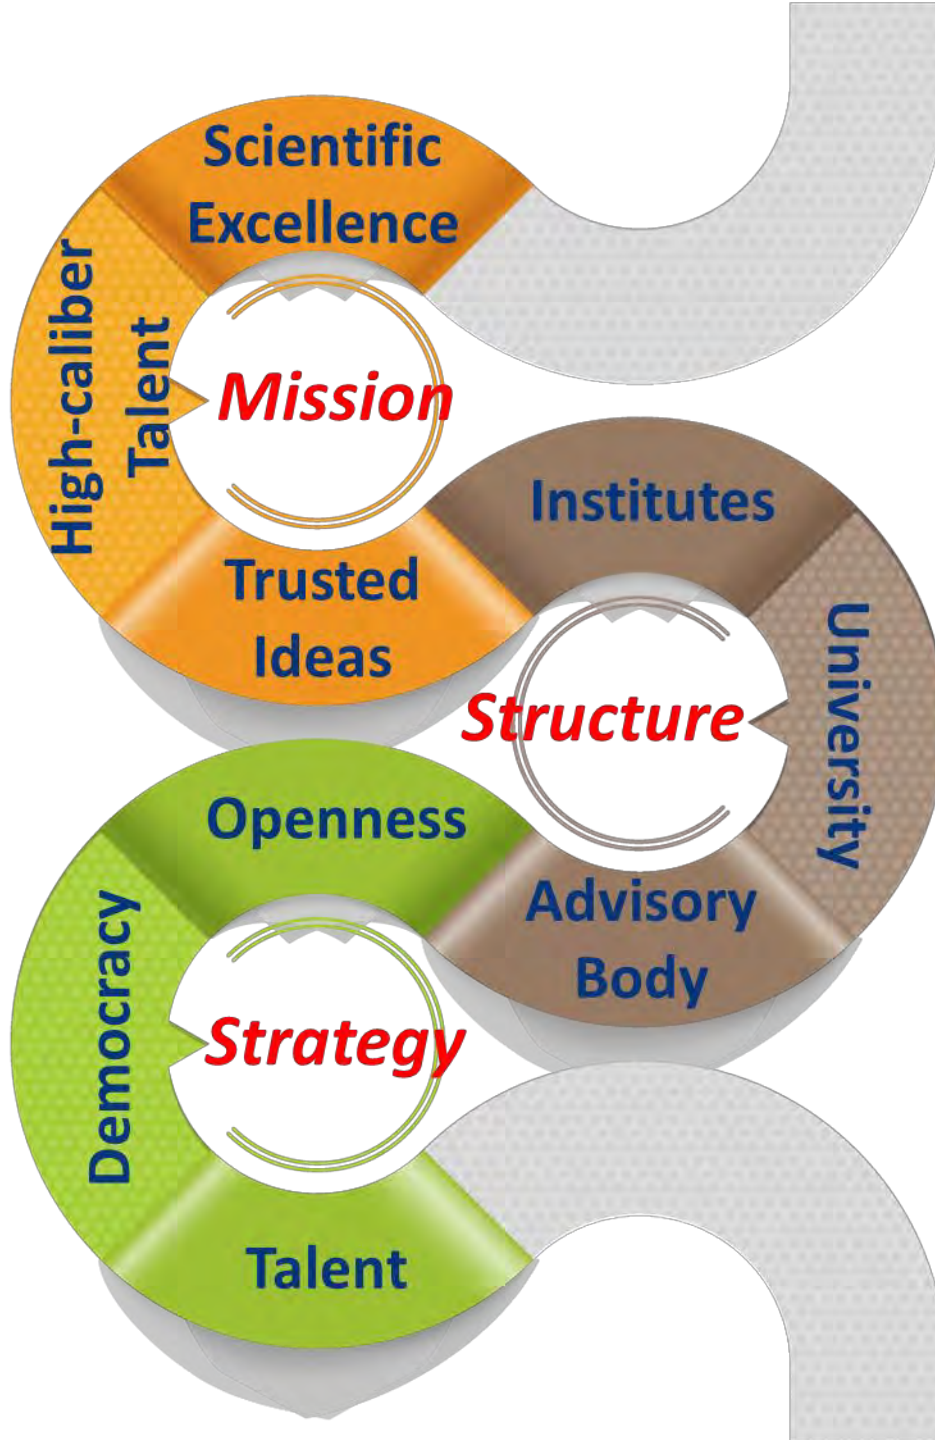 Scientific
Excellence
High-caliber
Talent
Mission
Trusted
Ideas
Institutes
University
Structure
Advisory
Body
Openness
Democracy
Strategy
Talent